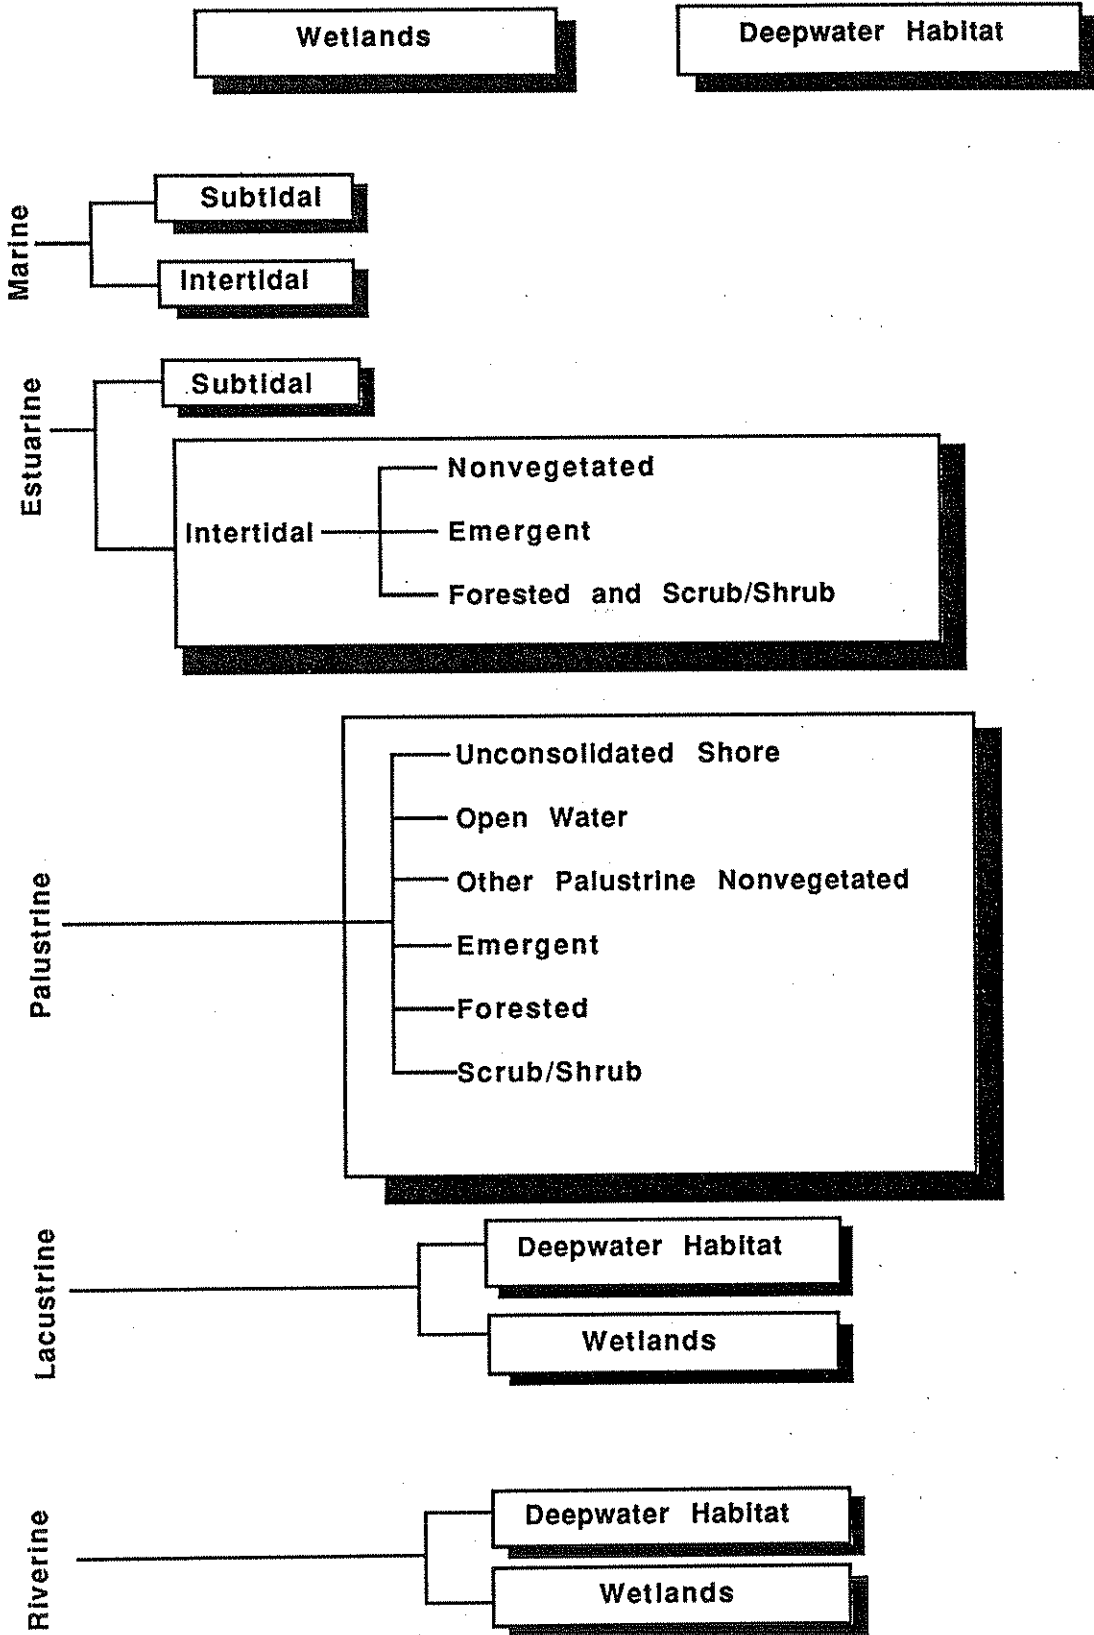 Wetlands
Deepwater Habitat
Marine
Subtidal
Intertidal
Estuarine
Subtidal
Intertidal
Nonvegetated
Emergent
Forested and Scrub/Shrub
Palustrine
Unconsolidated Shore
Open Water
Other Palustrine Nonvegetated
Emergent
Forested
Scrub/Shrub
Lacustrine
Deepwater Habitat
Wetlands
Riverine
Deepwater Habitat
Wetlands